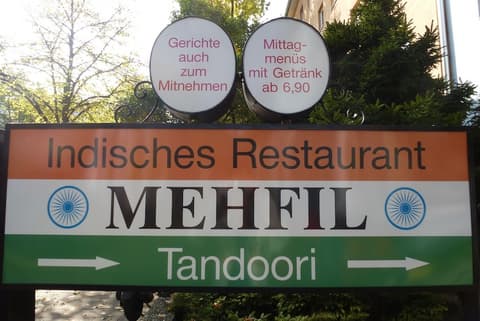 Gerichte
auch
zum
Mitnehmen
Mittag-
menüs
mit Getränk
ab 6,90
Indisches Restaurant
MEHFIL
Tandoori